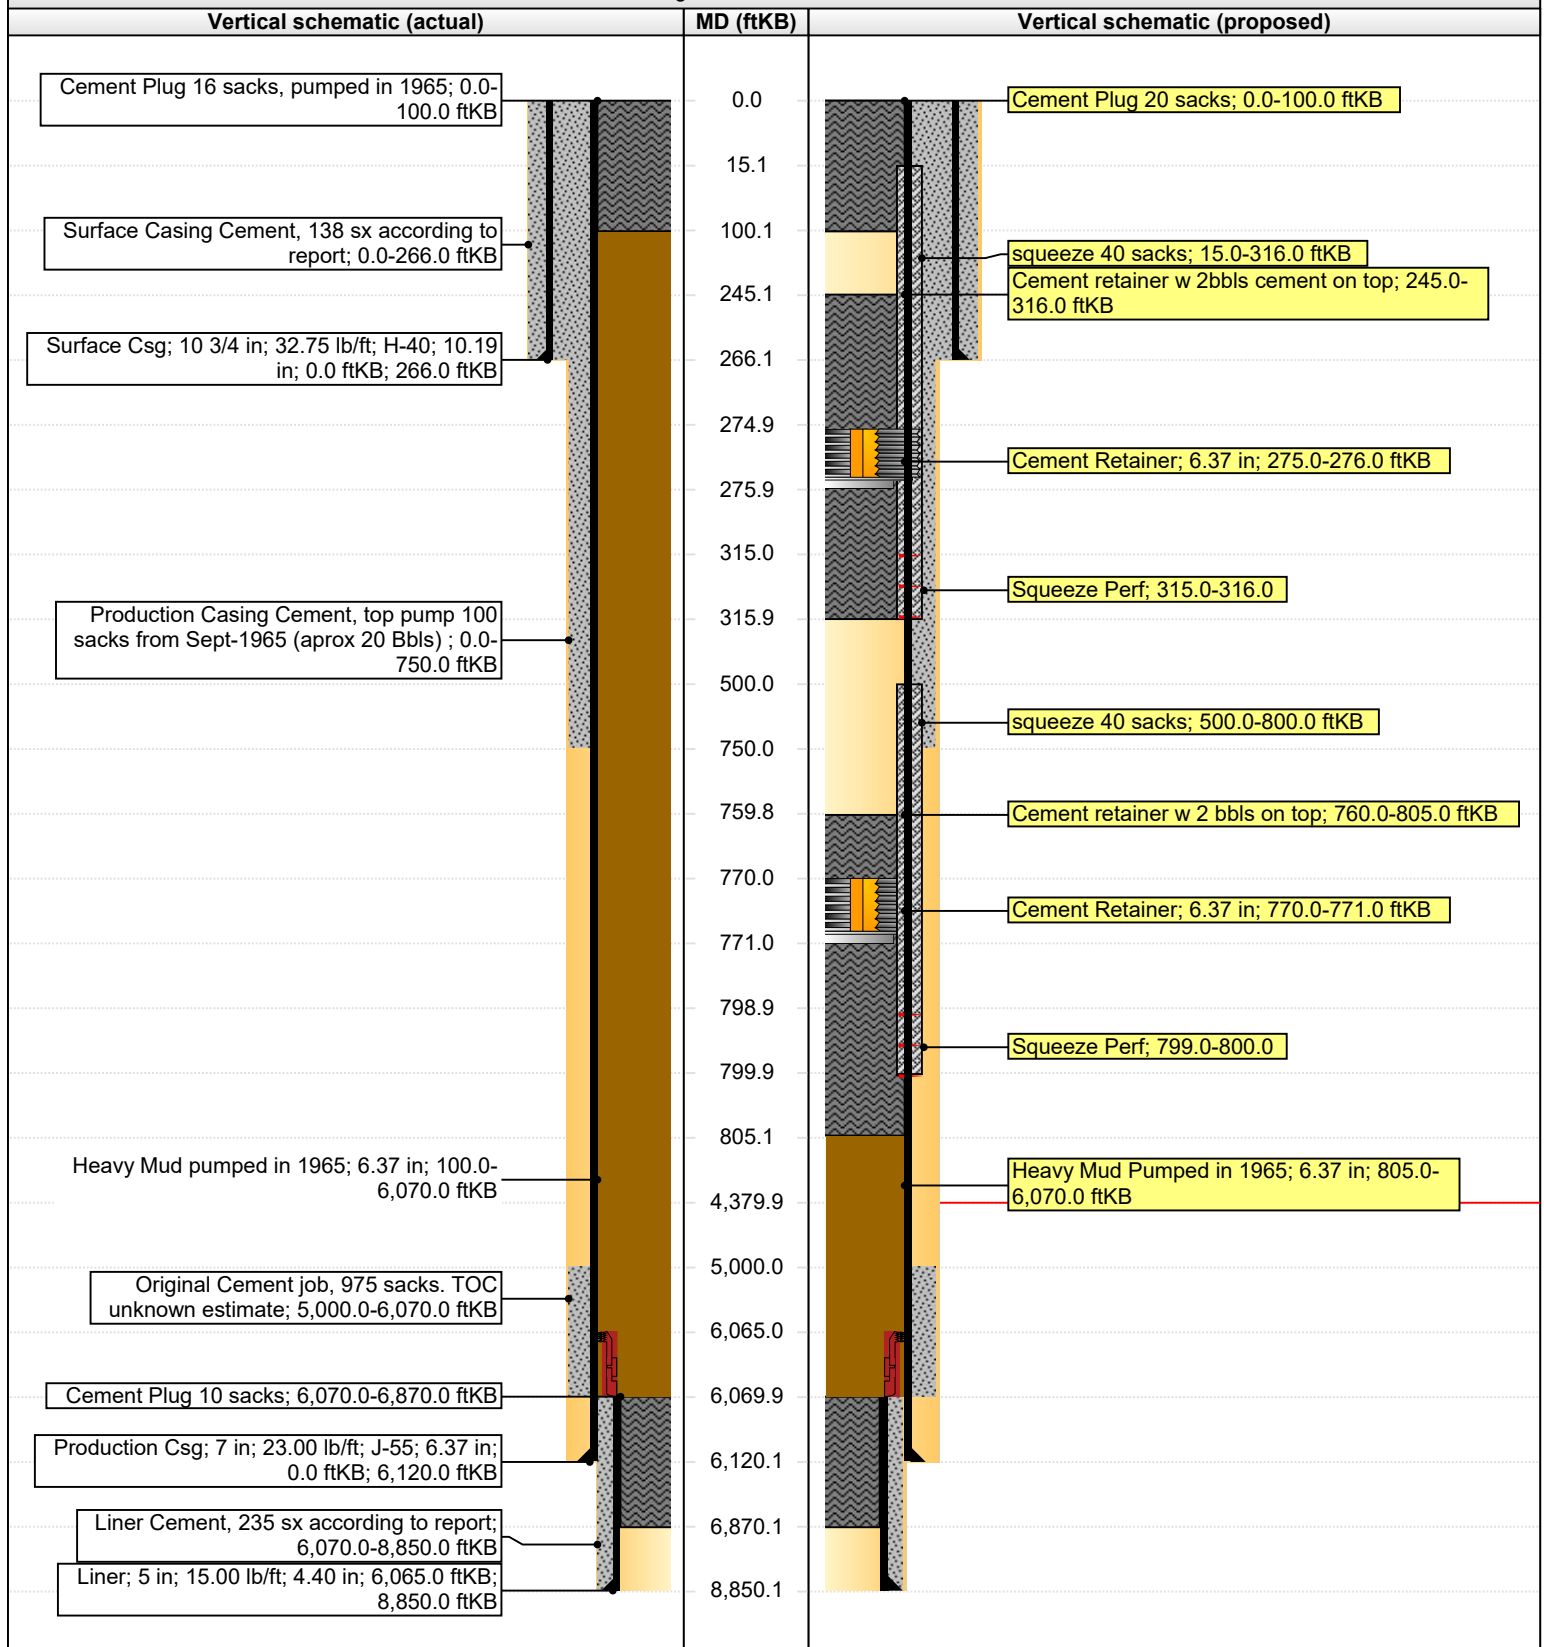 Vertical schematic (actual)
MD (ftKB)
Vertical schematic (proposed)
Cement Plug 16 sacks, pumped in 1965; 0.0-
100.0 ftKB
Surface Casing Cement, 138 sx according to
report; 0.0-266.0 ftKB
Surface Csg; 10 3/4 in; 32.75 lb/ft; H-40; 10.19
in; 0.0 ftKB; 266.0 ftKB
Production Casing Cement, top pump 100
sacks from Sept-1965 (aprox 20 Bbls) ; 0.0-
750.0 ftKB
Heavy Mud pumped in 1965; 6.37 in; 100.0-
6,070.0 ftKB
Original Cement job, 975 sacks. TOC
unknown estimate; 5,000.0-6,070.0 ftKB
Cement Plug 10 sacks; 6,070.0-6,870.0 ftKB
Production Csg; 7 in; 23.00 lb/ft; J-55; 6.37 in;
0.0 ftKB; 6,120.0 ftKB
Liner Cement, 235 sx according to report;
6,070.0-8,850.0 ftKB
Liner; 5 in; 15.00 lb/ft; 4.40 in; 6,065.0 ftKB;
8,850.0 ftKB
0.0
15.1
100.1
245.1
266.1
274.9
275.9
315.0
315.9
500.0
750.0
759.8
770.0
771.0
798.9
799.9
805.1
4,379.9
5,000.0
6,065.0
6,069.9
6,120.1
6,870.1
8,850.1
Cement Plug 20 sacks; 0.0-100.0 ftKB
squeeze 40 sacks; 15.0-316.0 ftKB
Cement retainer w 2bbls cement on top; 245.0-
316.0 ftKB
Cement Retainer; 6.37 in; 275.0-276.0 ftKB
Squeeze Perf; 315.0-316.0
squeeze 40 sacks; 500.0-800.0 ftKB
Cement retainer w 2 bbls on top; 760.0-805.0 ftKB
Cement Retainer; 6.37 in; 770.0-771.0 ftKB
Squeeze Perf; 799.0-800.0
Heavy Mud Pumped in 1965; 6.37 in; 805.0-
6,070.0 ftKB